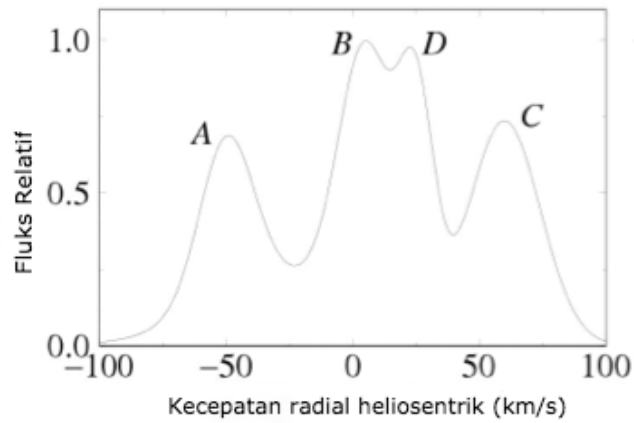 1.0
0.5
0.0
Fluks Relatif
A
B
D
C
−100
−50
0
50
100
Kecepatan radial heliosentrik (km/s)